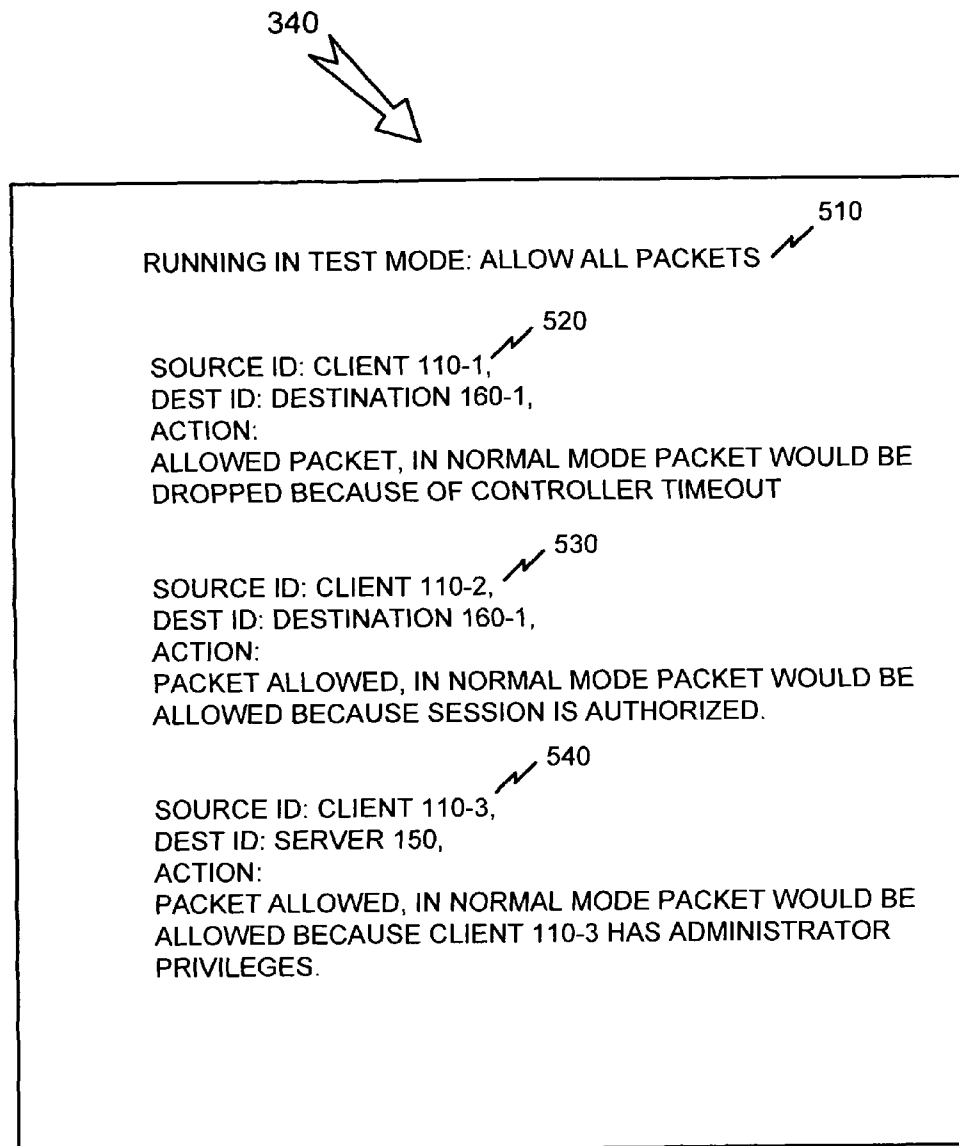 340
510
RUNNING IN TEST MODE: ALLOW ALL PACKETS
520
SOURCE ID: CLIENT 110-1,
DEST ID: DESTINATION 160-1,
ACTION:
ALLOWED PACKET, IN NORMAL MODE PACKET WOULD BE
DROPPED BECAUSE OF CONTROLLER TIMEOUT
530
SOURCE ID: CLIENT 110-2,
DEST ID: DESTINATION 160-1,
ACTION:
PACKET ALLOWED, IN NORMAL MODE PACKET WOULD BE
ALLOWED BECAUSE SESSION IS AUTHORIZED.
540
SOURCE ID: CLIENT 110-3,
DEST ID: SERVER 150,
ACTION:
PACKET ALLOWED, IN NORMAL MODE PACKET WOULD BE
ALLOWED BECAUSE CLIENT 110-3 HAS ADMINISTRATOR
PRIVILEGES.